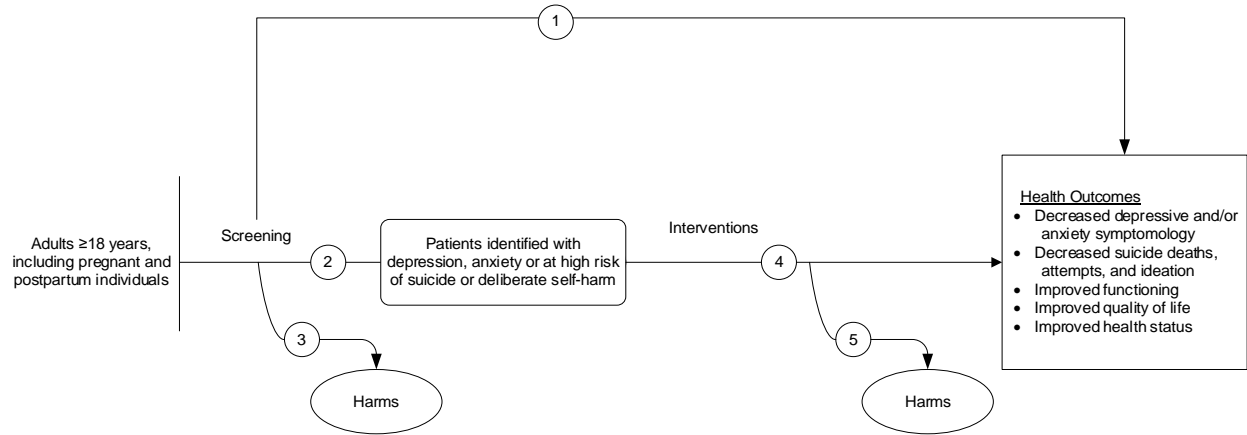 1
Adults ≥18 years,
including pregnant and
postpartum individuals
Screening
2
Patients identified with
depression, anxiety or at high risk
of suicide or deliberate self-harm
Interventions
4
Health Outcomes
• Decreased depressive and/or
anxiety symptomology
• Decreased suicide deaths,
attempts, and ideation
• Improved functioning
• Improved quality of life
• Improved health status
3
Harms
5
Harms